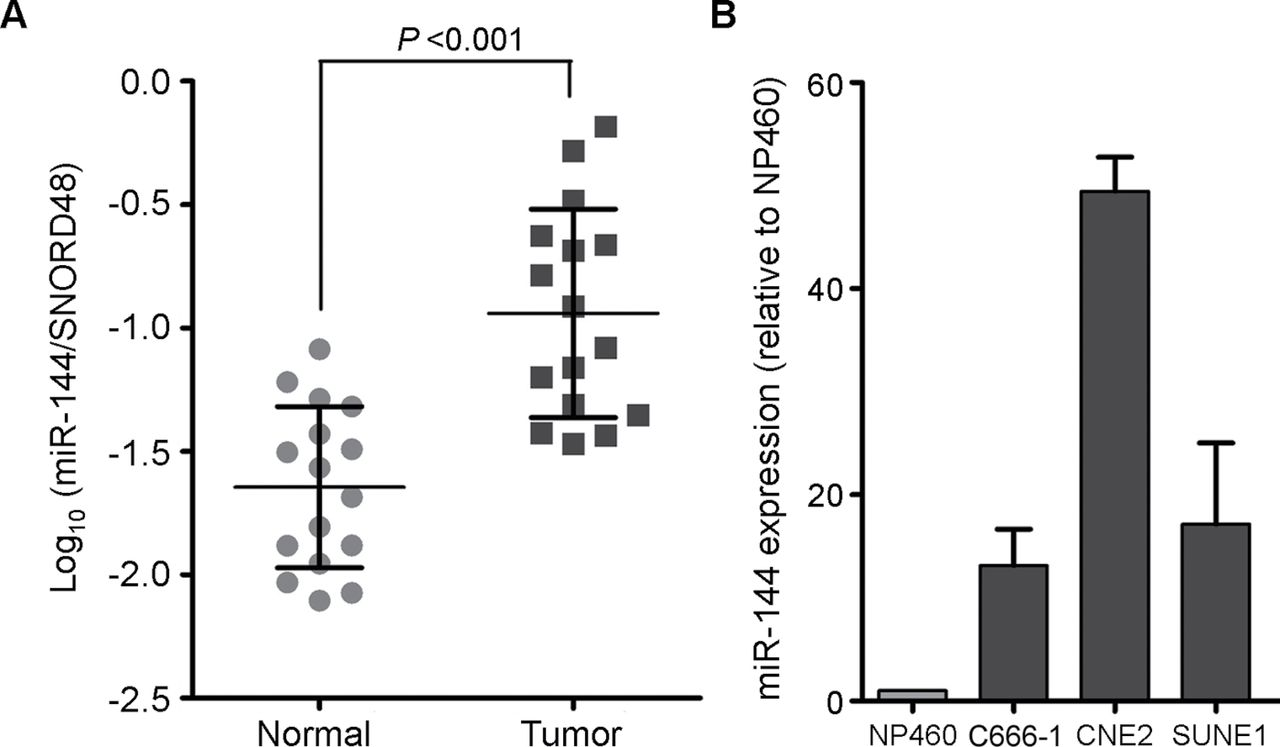 A
P <0.001
0.0
-0.5
-1.0
-1.5
-2.0
-2.5
Log10 (miR-144/SNORD48)
Normal Tumor
B
60
40
20
0
miR-144 expression (relative to NP460)
NP460 C666-1 CNE2 SUNE1